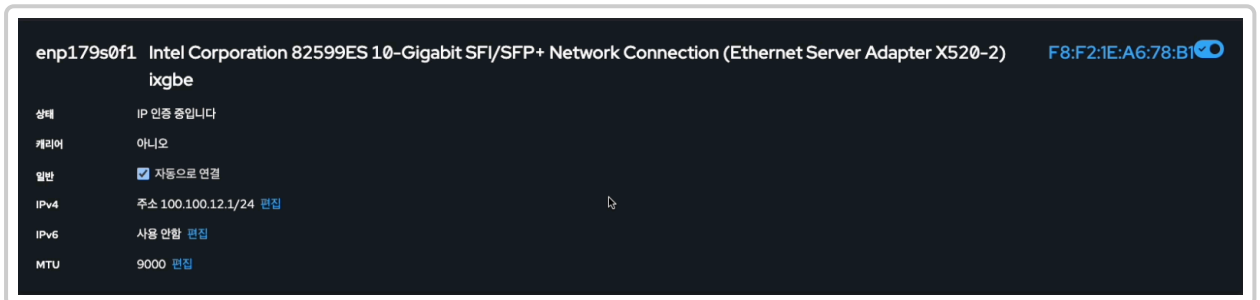 enp179s0f1 Intel Corporation 82599ES 10-Gigabit SFI/SFP+ Network Connection (Ethernet Server Adapter X520-2) F8:F2:1E:A6:78:B1
ixgbe
상태 IP 인증 중입니다
캐리어 아니오
일반 자동으로 연결
IPv4 주소 100.100.12.1/24 편집
IPv6 사용 안함 편집
MTU 9000 편집